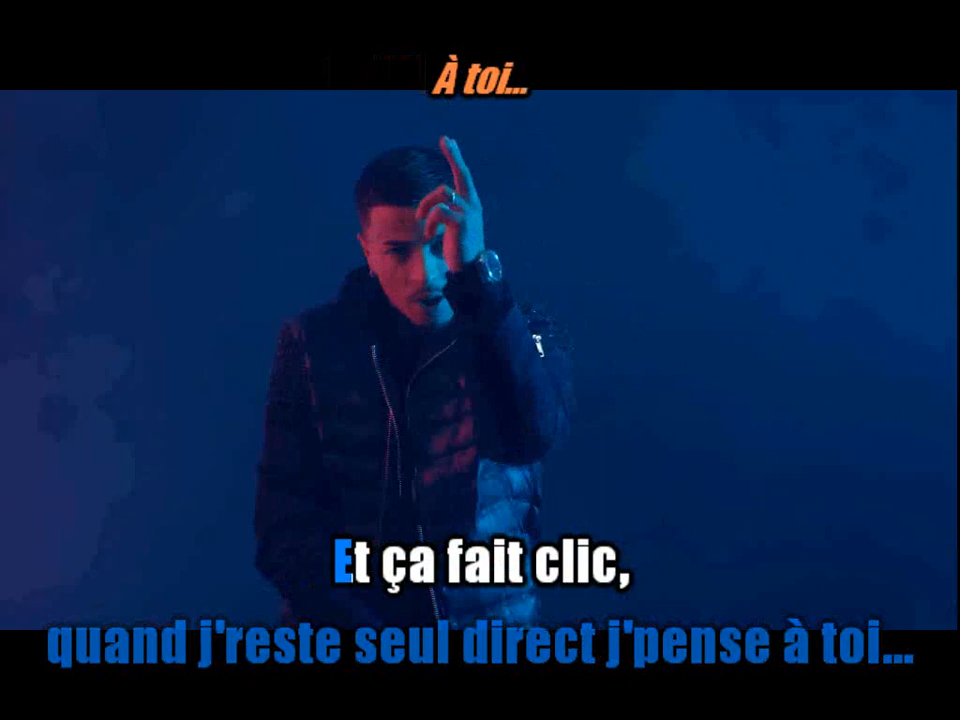 À toi...
Et ça fait clic,
quand j'reste seul direct j'pense à toi...